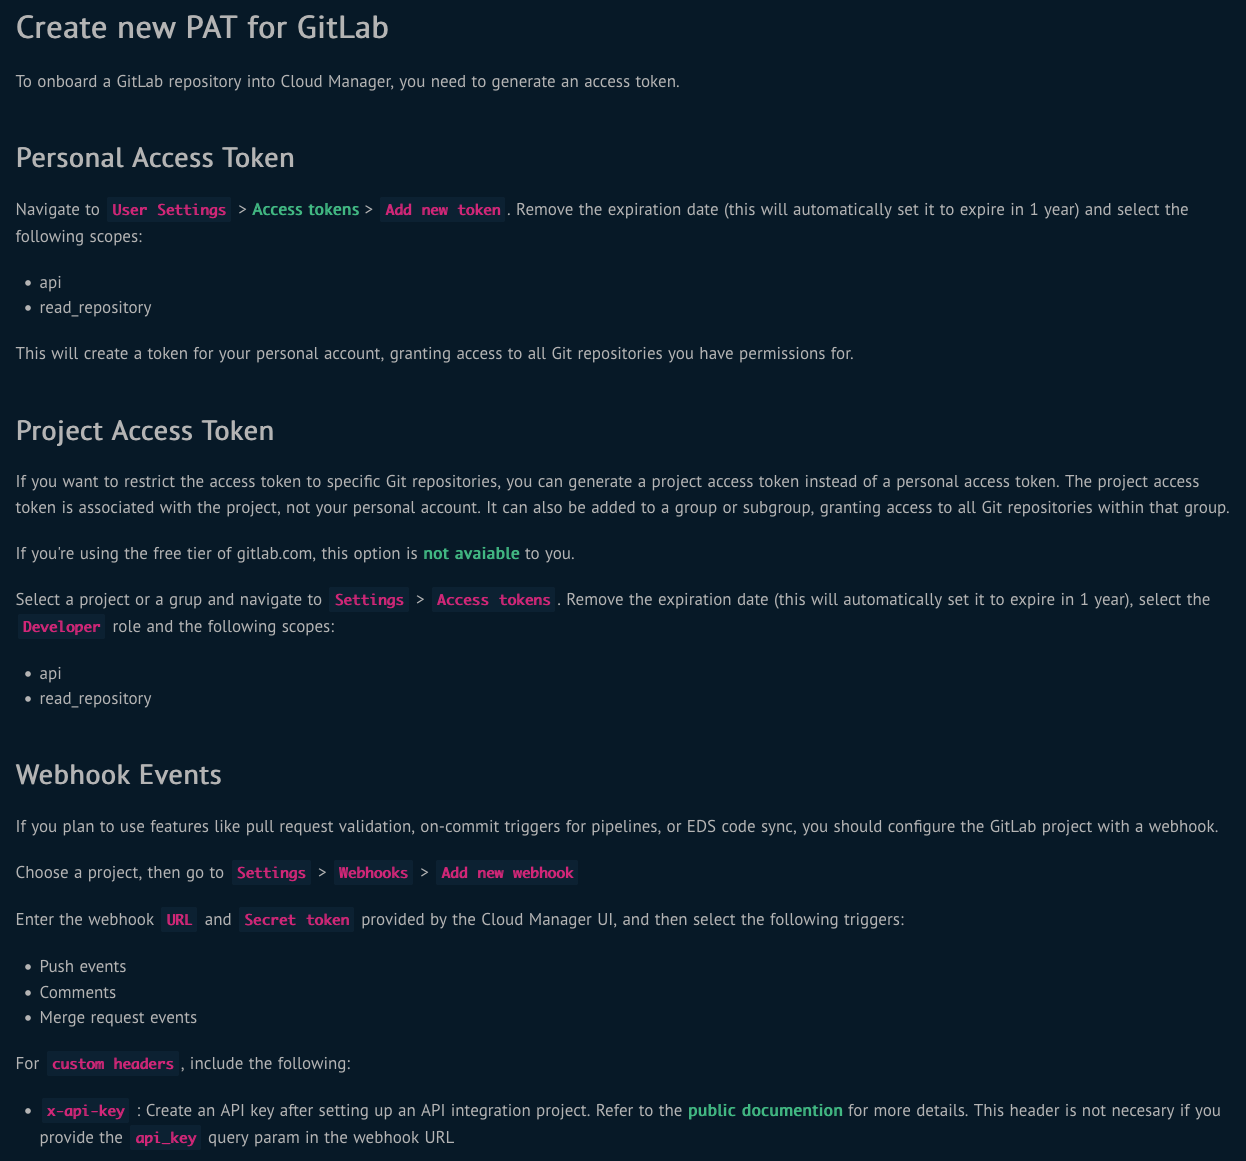 Create new PAT for GitLab
To onboard a GitLab repository into Cloud Manager, you need to generate an access token.
Personal Access Token
Navigate to User Settings > Access tokens > Add new token. Remove the expiration date (this will automatically set it to expire in 1 year) and select the
following scopes:
• api
• read_repository
This will create a token for your personal account, granting access to all Git repositories you have permissions for.
Project Access Token
If you want to restrict the access token to specific Git repositories, you can generate a project access token instead of a personal access token. The project access
token is associated with the project, not your personal account. It can also be added to a group or subgroup, granting access to all Git repositories within that group.
If you're using the free tier of gitlab.com, this option is not avaiable to you.
Select a project or a grup and navigate to Settings > Access tokens. Remove the expiration date (this will automatically set it to expire in 1 year), select the
Developer role and the following scopes:
• api
• read_repository
Webhook Events
If you plan to use features like pull request validation, on-commit triggers for pipelines, or EDS code sync, you should configure the GitLab project with a webhook.
Choose a project, then go to Settings > Webhooks > Add new webhook
Enter the webhook URL and Secret token provided by the Cloud Manager UI, and then select the following triggers:
• Push events
• Comments
• Merge request events
For custom headers, include the following:
• x-api-key : Create an API key after setting up an API integration project. Refer to the public documention for more details. This header is not necesary if you
provide the api_key query param in the webhook URL